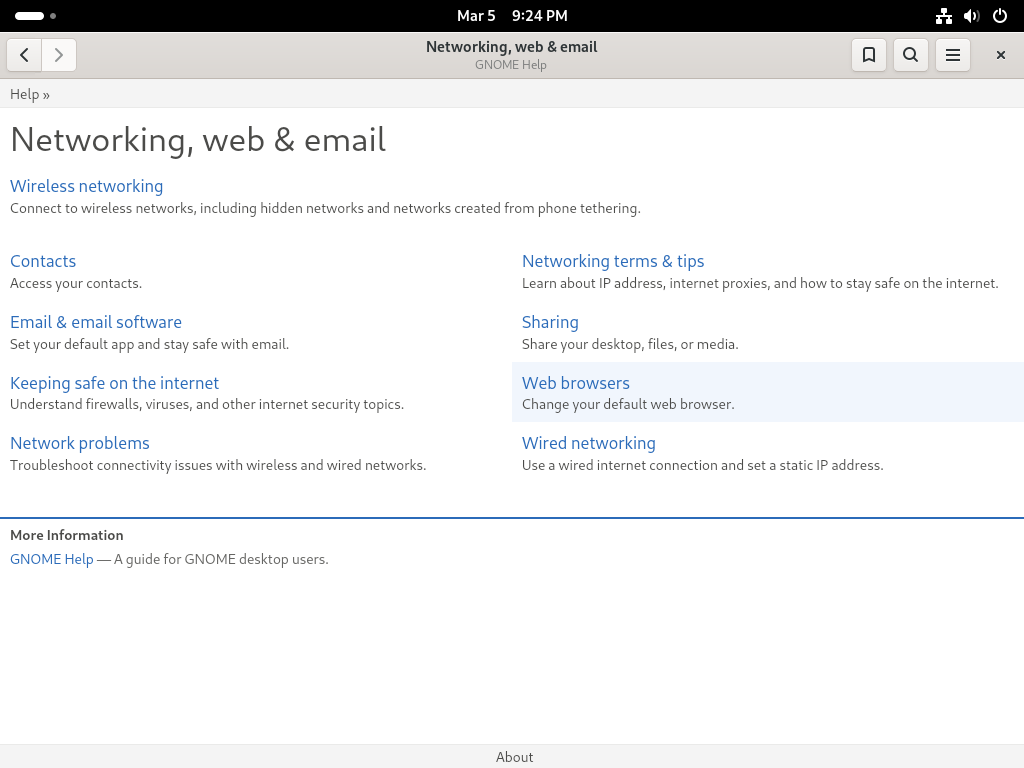 Mar 5 9:24 PM
Networking, web & email
GNOME Help
Help »
Networking, web & email
Wireless networking
Connect to wireless networks, including hidden networks and networks created from phone tethering.
Contacts
Access your contacts.
Email & email software
Set your default app and stay safe with email.
Keeping safe on the internet
Understand firewalls, viruses, and other internet security topics.
Network problems
Troubleshoot connectivity issues with wireless and wired networks.
Networking terms & tips
Learn about IP address, internet proxies, and how to stay safe on the internet.
Sharing
Share your desktop, files, or media.
Web browsers
Change your default web browser.
Wired networking
Use a wired internet connection and set a static IP address.
More Information
GNOME Help — A guide for GNOME desktop users.
About